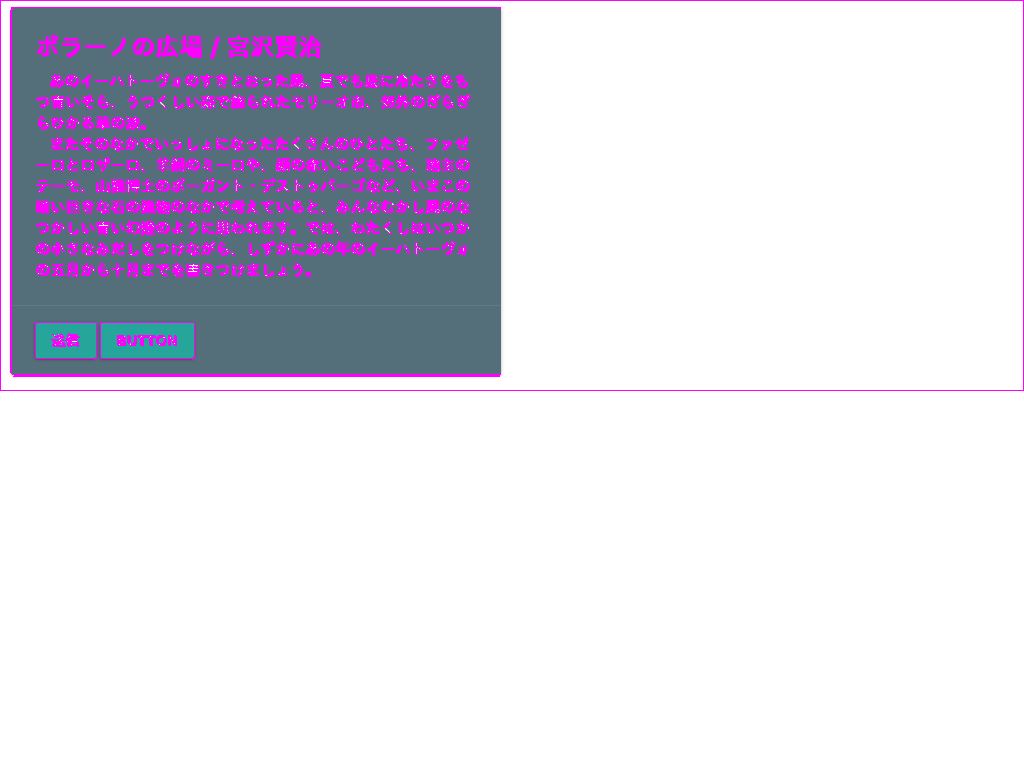 ポラーノの広場 / 宮沢賢治
あのイーハトーヴォのすきとおった風、夏でも底に冷たさをも
つ青いそら、うつくしい森で飾られたモリーオ市、郊外のぎらぎ
らひかる草の波。
またそのなかでいっしょになったたくさんのひとたち、ファゼ
ーロとロザーロ、羊飼のミーロや、顔の赤いこどもたち、地主の
テーモ、山猫博士のボーガント・デストゥパーゴなど、いまこの
暗い巨きな石の建物のなかで考えていると、みんなむかし風のな
つかしい青い幻燈のように思われます。では、わたくしはいつか
の小さなみだしをつけながら、しずかにあの年のイーハトーヴォ
の五月から十月までを書きつけましょう。
送信
BUTTON